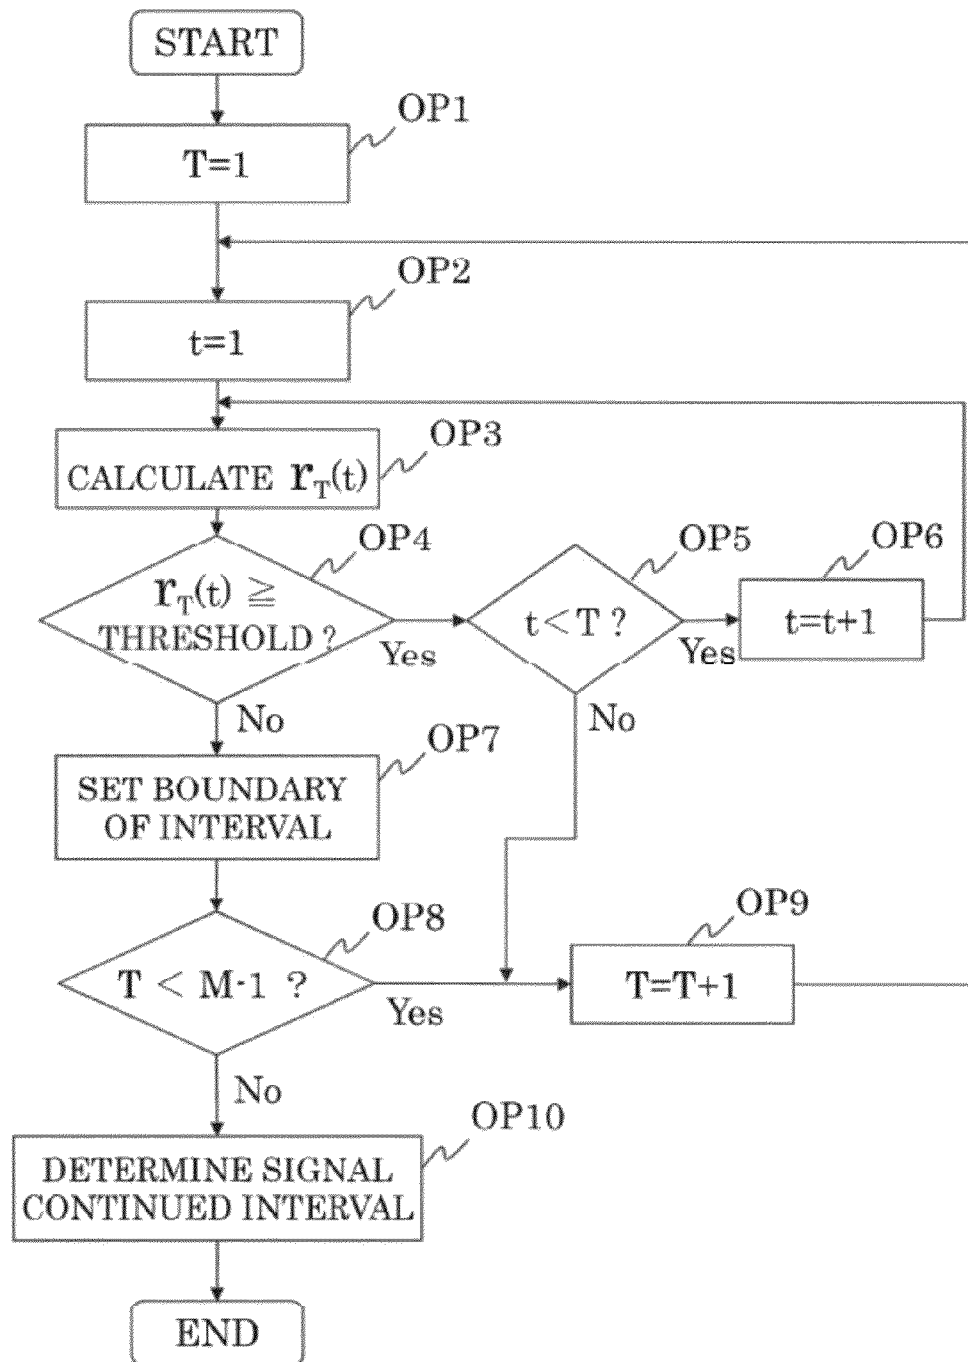 START
OP1
T=1
OP2
t=1
OP3
CALCULATE r_T(t)
OP4
r_T(t) ≧
THRESHOLD ?
Yes
OP5
t<T ?
Yes
OP6
t=t+1
No
No
OP7
SET BOUNDARY
OF INTERVAL
OP8
T < M-1 ?
Yes
OP9
T=T+1
No
OP10
DETERMINE SIGNAL
CONTINUED INTERVAL
END